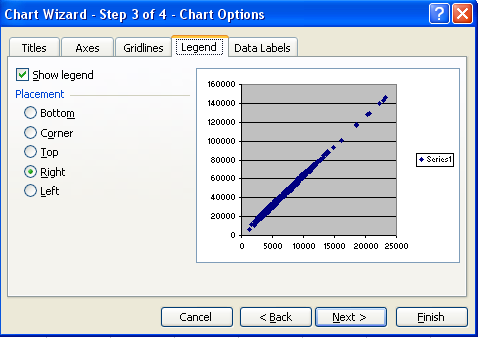 Chart Wizard - Step 3 of 4 - Chart Options
Titles Axes Gridlines Legend Data Labels
Show legend
Placement
Bottom
Corner
Top
Right
Left
160000
140000
120000
100000
80000
60000
40000
20000
0
0 5000 10000 15000 20000 25000
Series1
Cancel < Back Next > Finish